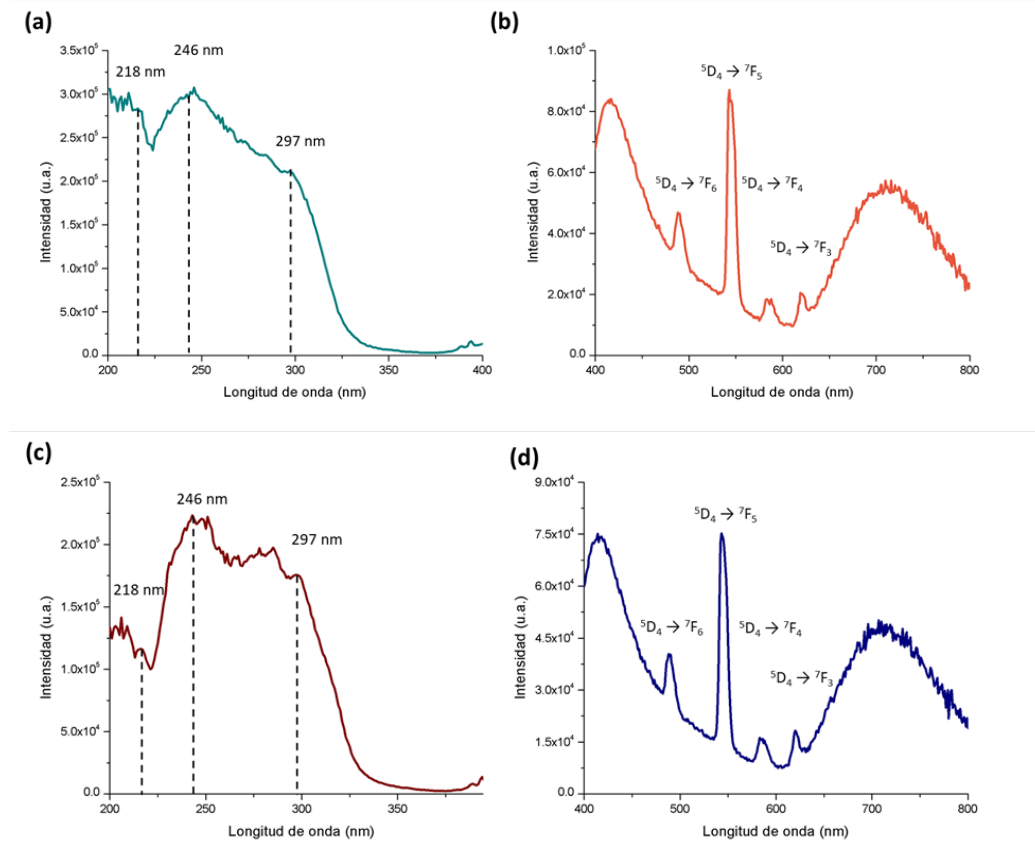 (a)
246 nm
218 nm
297 nm
3.5x10⁵
3.0x10⁵
2.5x10⁵
2.0x10⁵
1.5x10⁵
1.0x10⁵
5.0x10⁴
0.0
Intensidad (u.a.)
200 250 300 350 400
Longitud de onda (nm)
(b)
⁵D₄ → ⁷F₅
⁵D₄ → ⁷F₆
⁵D₄ → ⁷F₄
⁵D₄ → ⁷F₃
1.0x10⁵
8.0x10⁴
6.0x10⁴
4.0x10⁴
2.0x10⁴
0.0
Intensidad (u.a.)
400 500 600 700 800
Longitud de onda (nm)
(c)
246 nm
297 nm
218 nm
2.5x10⁵
2.0x10⁵
1.5x10⁵
1.0x10⁵
5.0x10⁴
0.0
Intensidad (u.a.)
200 250 300 350
Longitud de onda (nm)
(d)
⁵D₄ → ⁷F₅
⁵D₄ → ⁷F₆
⁵D₄ → ⁷F₄
⁵D₄ → ⁷F₃
9.0x10⁴
7.5x10⁴
6.0x10⁴
4.5x10⁴
3.0x10⁴
1.5x10⁴
0.0
Intensidad (u.a.)
400 500 600 700 800
Longitud de onda (nm)